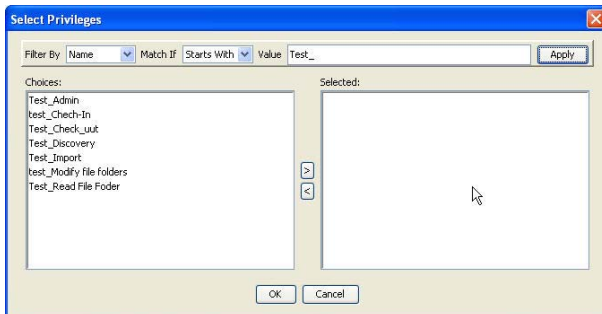 Select Privileges
Filter By Name Match If Starts With Value Test_ Apply
Choices: Selected:
Test_Admin
test_Chech-In
Test_Check_uut
Test_Discovery
Test_Import
test_Modify file folders
Test_Read File Foder
>
<
OK Cancel